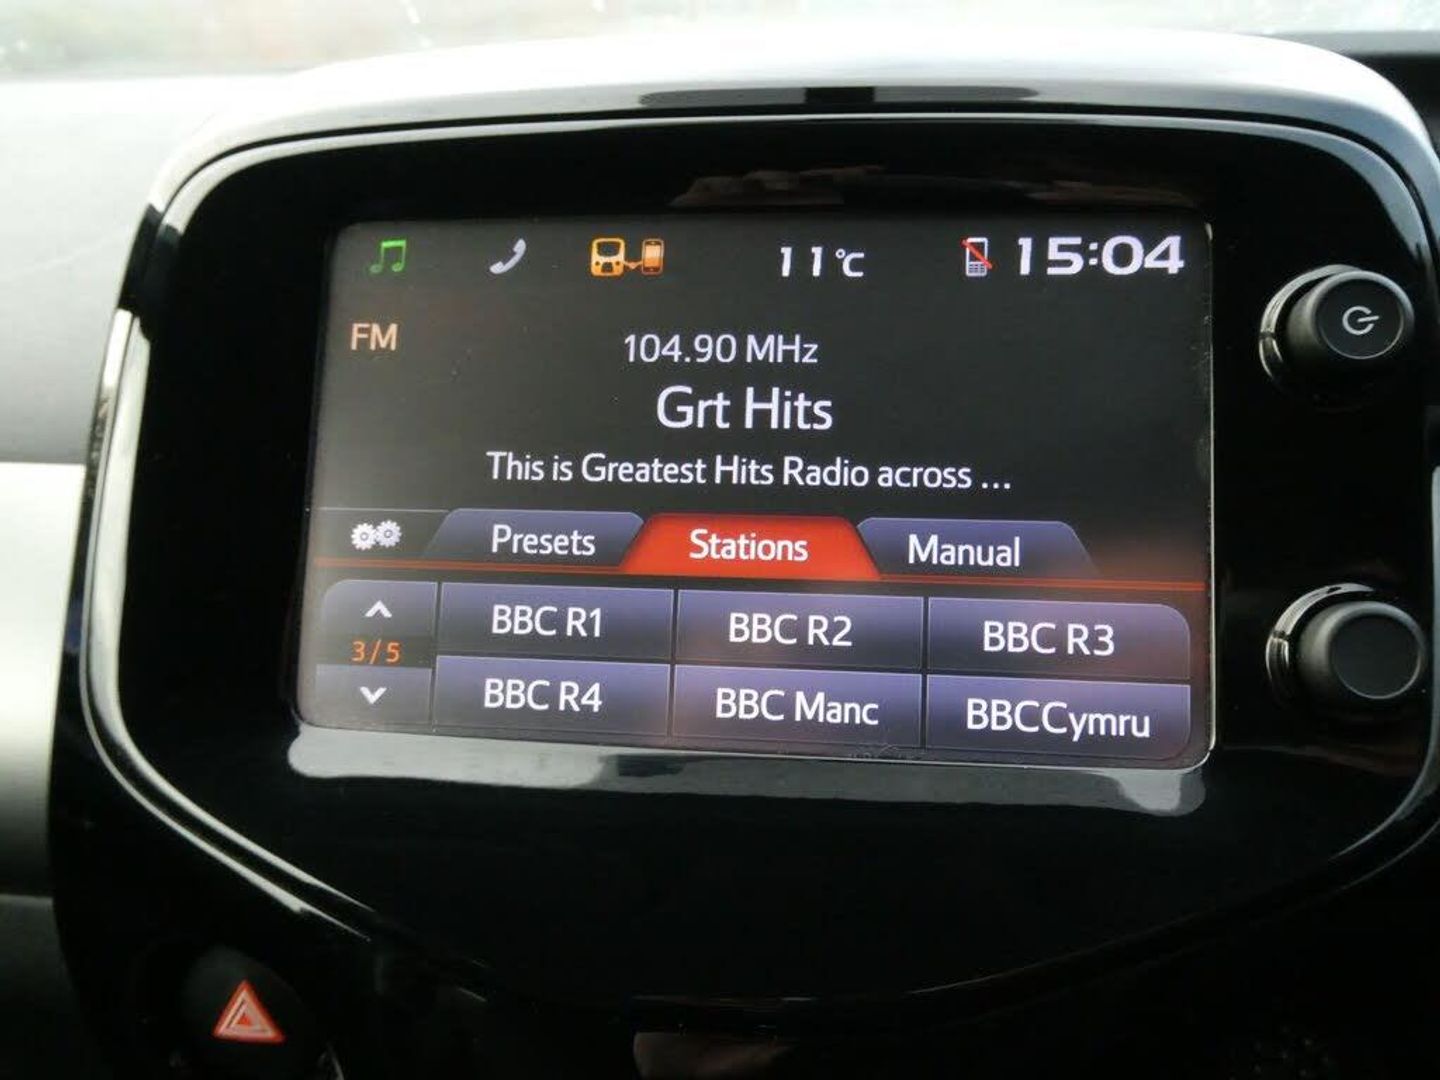 11°C 15:04
FM
104.90 MHz
Grt Hits
This is Greatest Hits Radio across ...
Presets Stations Manual
BBC R1 BBC R2 BBC R3
3/5
BBC R4 BBC Manc BBCCymru